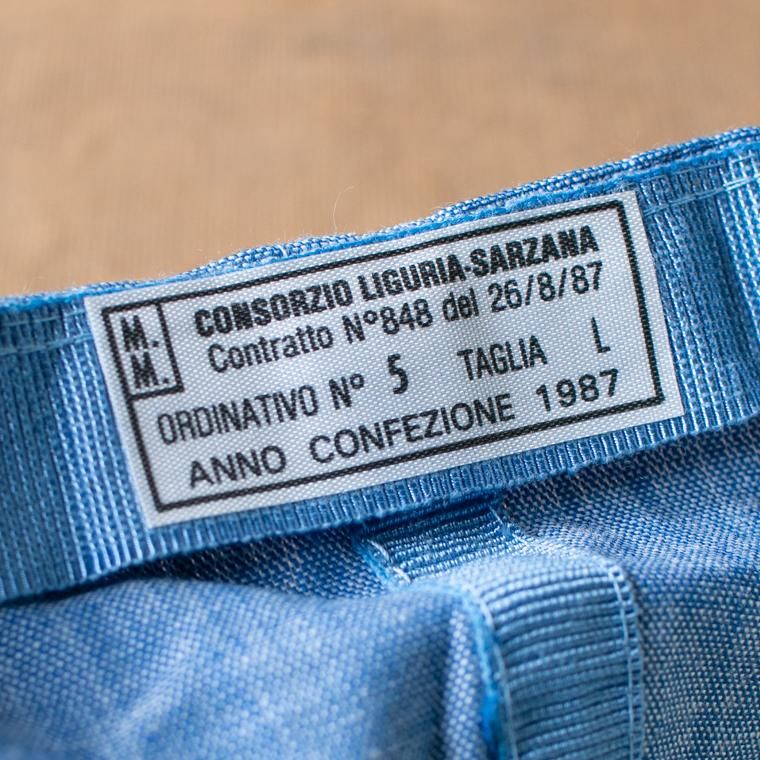 M.
M.
CONSORZIO LIGURIA-SARZANA
Contratto N°848 del 26/8/87
ORDINATIVO N° 5 TAGLIA L
ANNO CONFEZIONE 1987